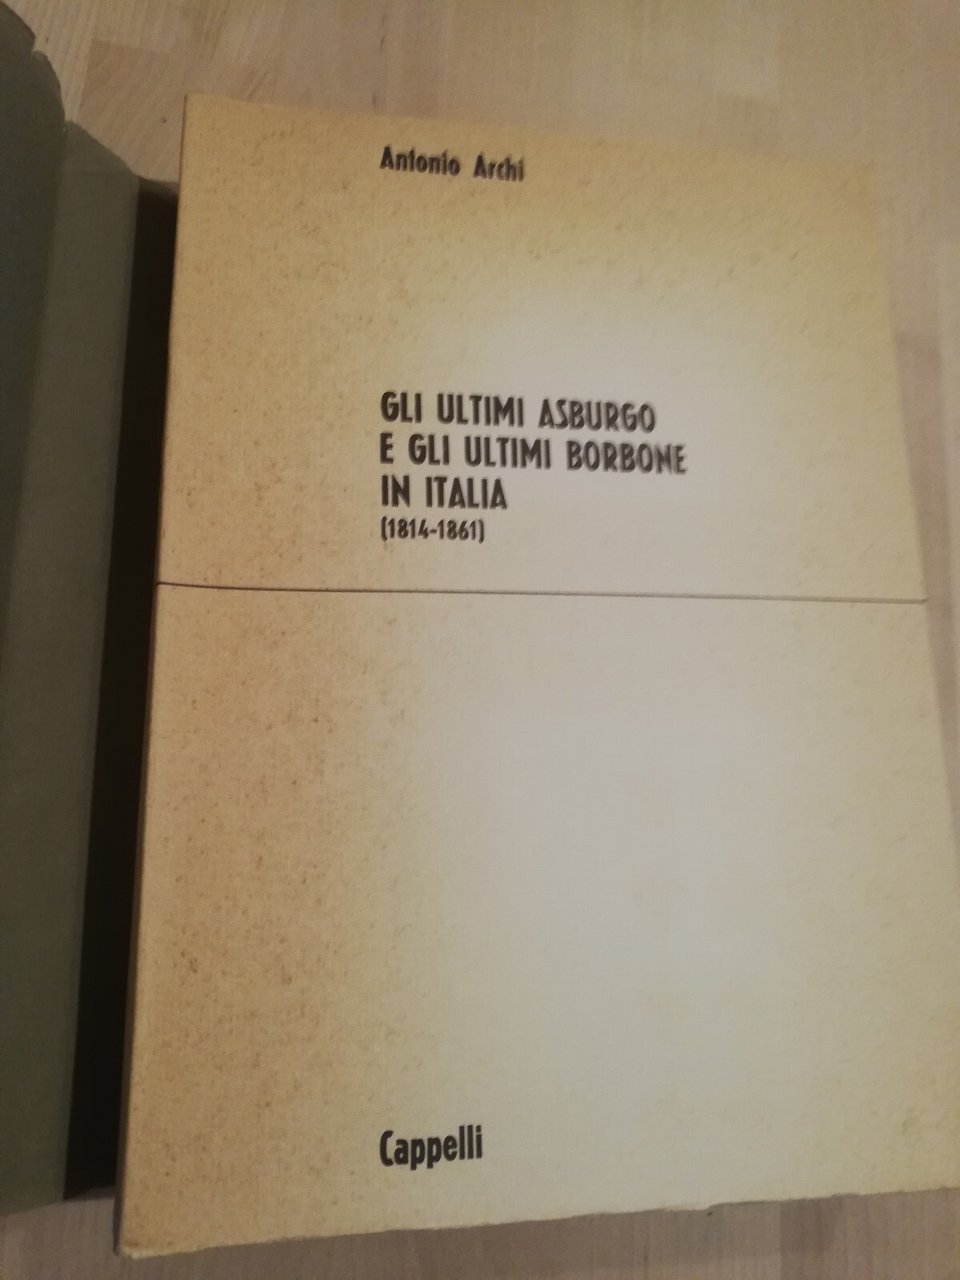 Antonio Archi
GLI ULTIMI ASBURGO
E GLI ULTIMI BORBONE
IN ITALIA
(1814-1861)
Cappelli